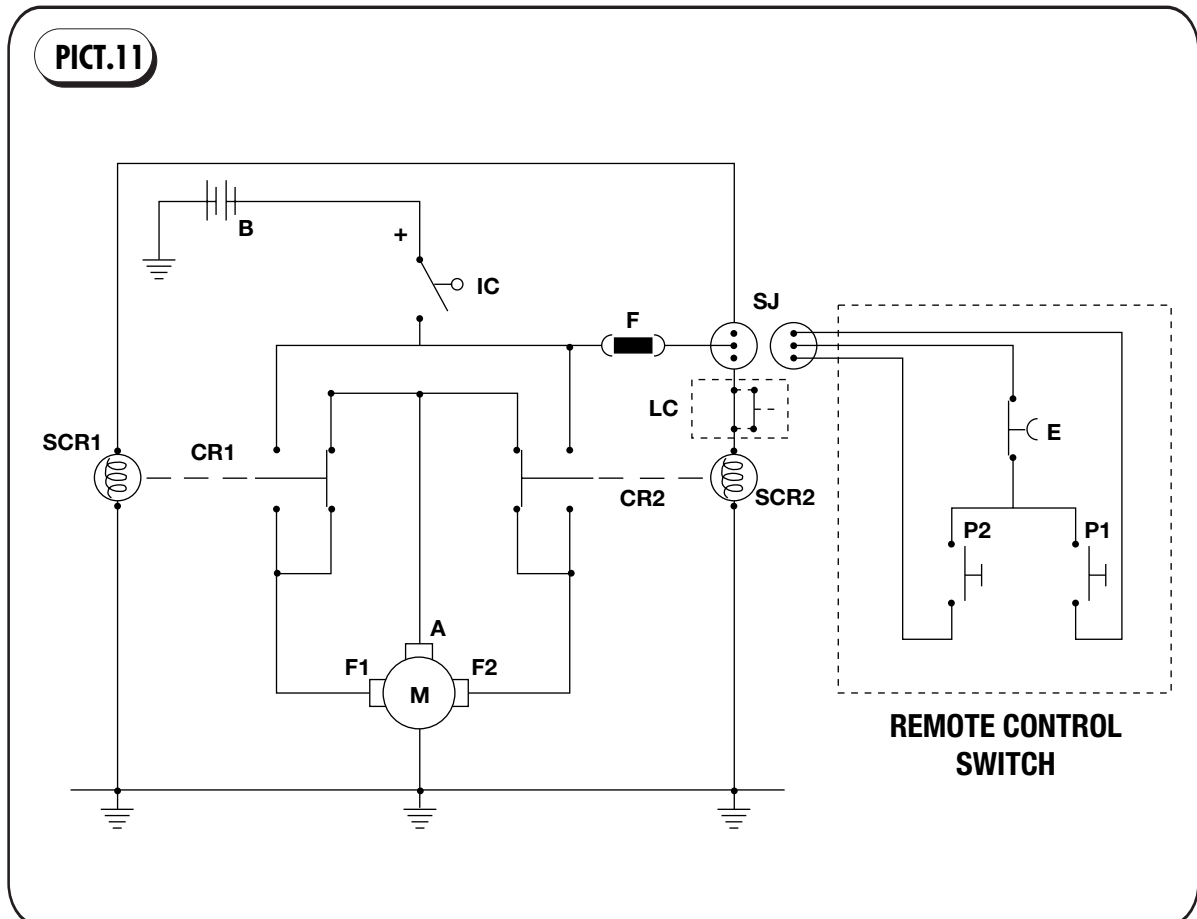 PICT.11
B
+
IC
SJ
F
LC
E
SCR1
CR1
CR2
SCR2
P2
P1
A
F1
F2
M
REMOTE CONTROL
SWITCH